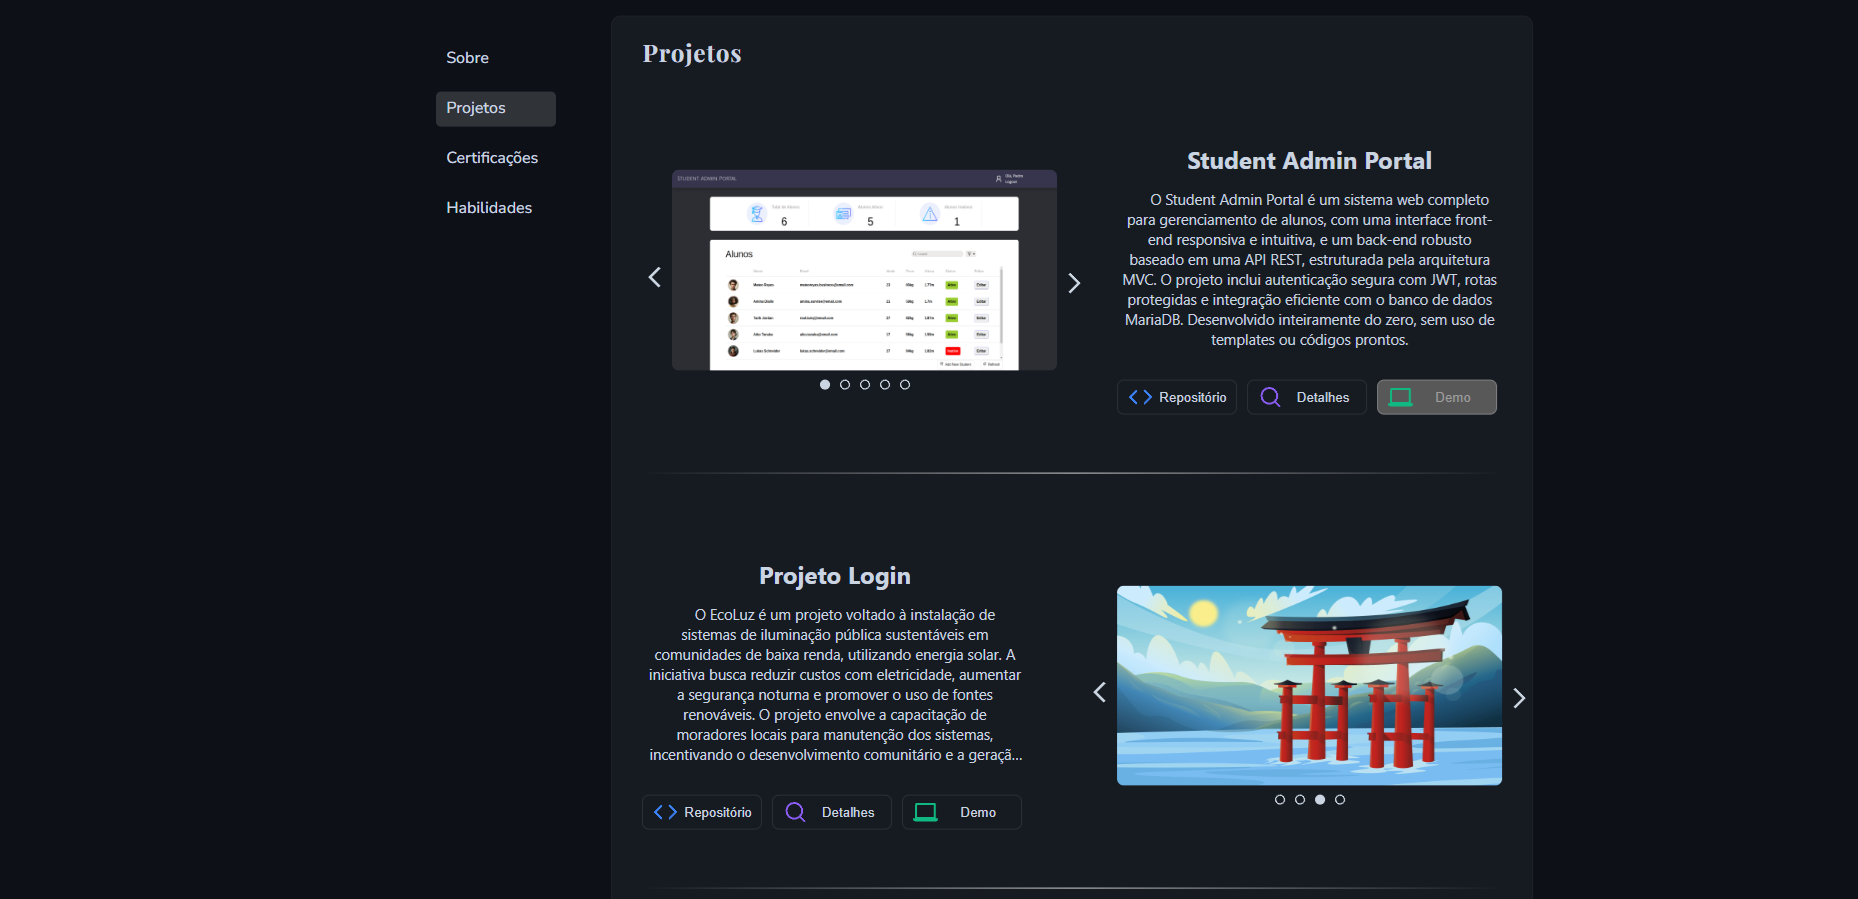 Sobre
Projetos
Certificações
Habilidades
Projetos
STUDENT ADMIN PORTAL
Logout
6
5
1
Alunos
Student Admin Portal
O Student Admin Portal é um sistema web completo
para gerenciamento de alunos, com uma interface front-
end responsiva e intuitiva, e um back-end robusto
baseado em uma API REST, estruturada pela arquitetura
MVC. O projeto inclui autenticação segura com JWT, rotas
protegidas e integração eficiente com o banco de dados
MariaDB. Desenvolvido inteiramente do zero, sem uso de
templates ou códigos prontos.
Repositório
Detalhes
Demo
Projeto Login
O EcoLuz é um projeto voltado à instalação de
sistemas de iluminação pública sustentáveis em
comunidades de baixa renda, utilizando energia solar. A
iniciativa busca reduzir custos com eletricidade, aumentar
a segurança noturna e promover o uso de fontes
renováveis. O projeto envolve a capacitação de
moradores locais para manutenção dos sistemas,
incentivando o desenvolvimento comunitário e a geraçã...
Repositório
Detalhes
Demo